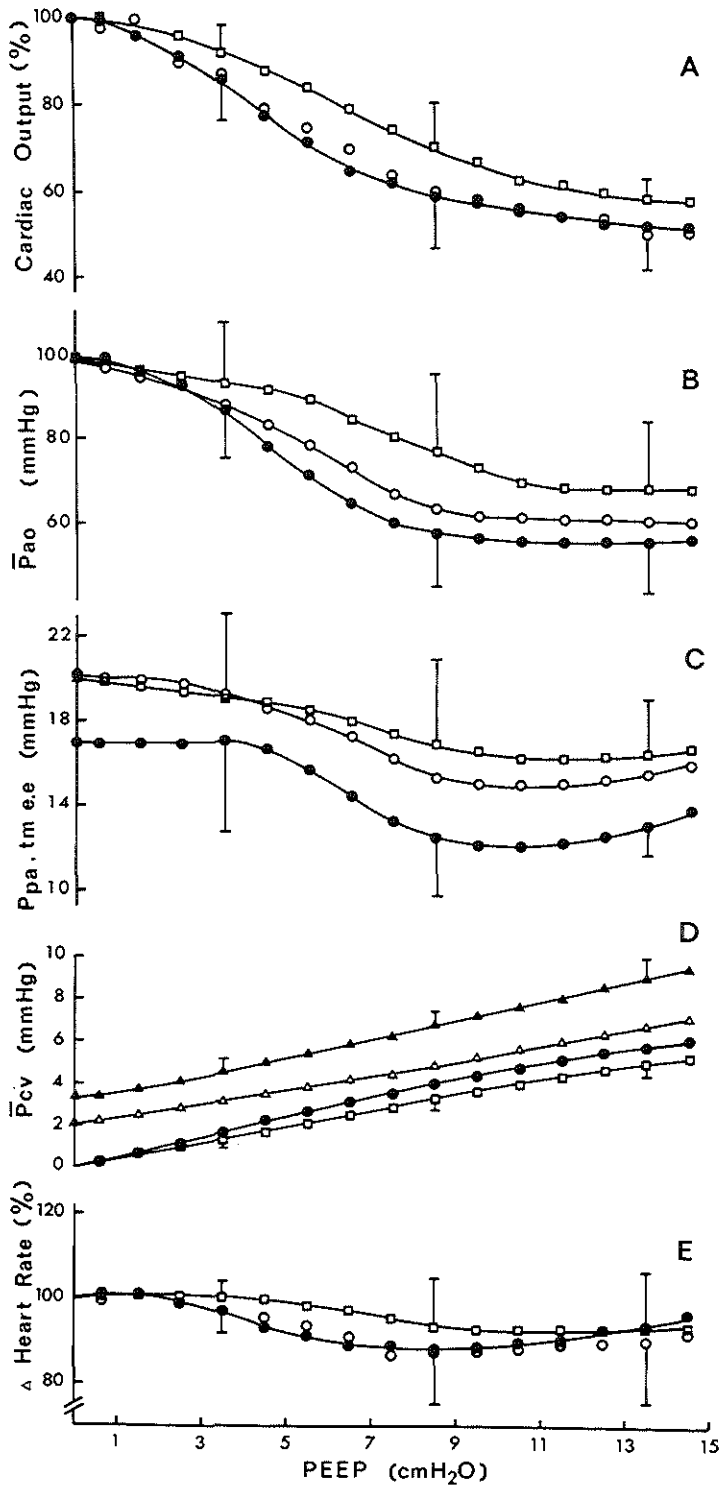 A
Cardiac Output (%)
100
80
60
40
B
P̅ao (mmHg)
100
80
60
C
Ppa, tm e.e (mmHg)
22
18
14
10
D
P̅cv (mmHg)
10
8
6
4
2
0
E
△ Heart Rate (%)
120
100
80
1 3 5 7 9 11 13 15
PEEP (cmH₂O)